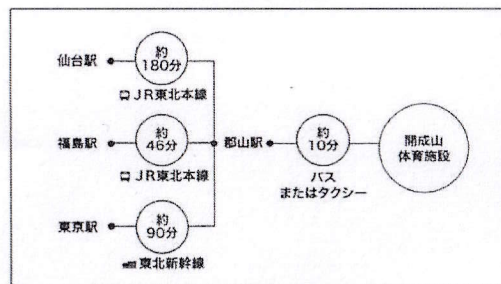 仙台駅
約
180分
JR東北本線
福島駅
約
46分
JR東北本線
東京駅
約
90分
東北新幹線
郡山駅
約
10分
バス
またはタクシー
開成山
体育施設